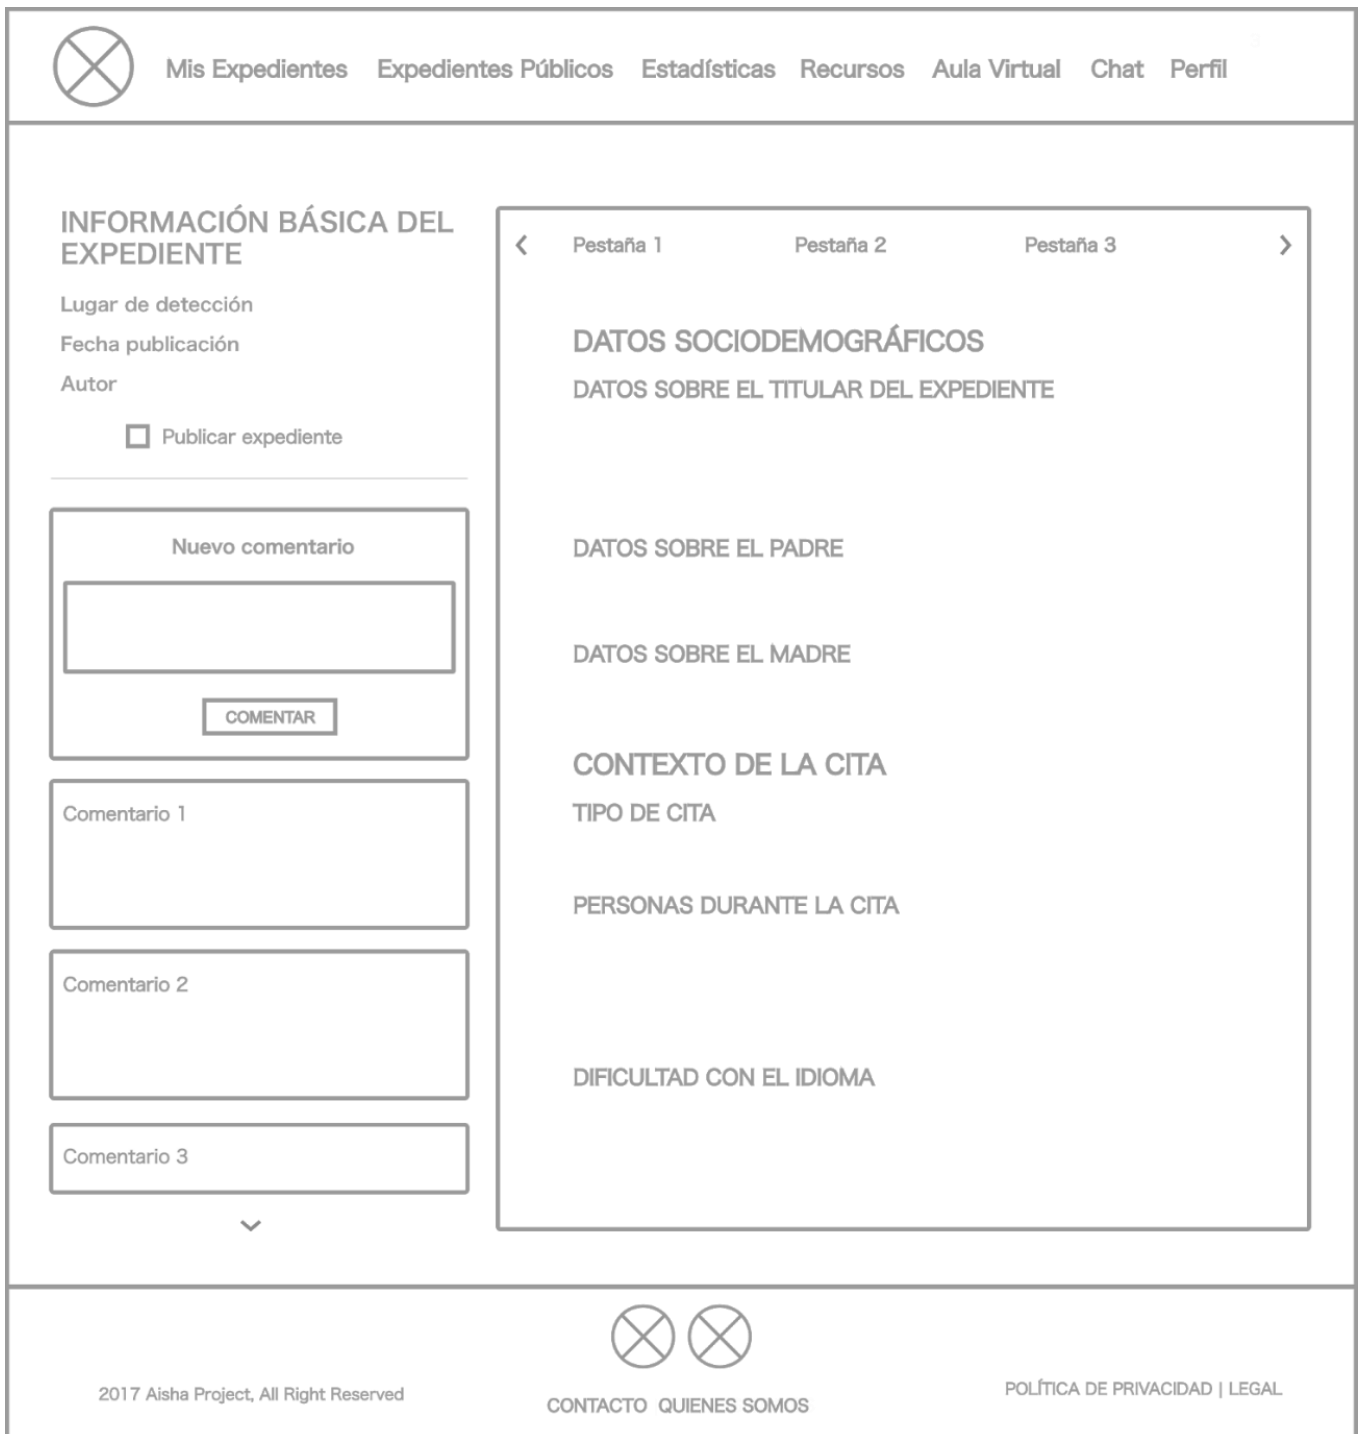 Mis Expedientes Expedientes Públicos Estadísticas Recursos Aula Virtual Chat Perfil
INFORMACIÓN BÁSICA DEL
EXPEDIENTE
Lugar de detección
Fecha publicación
Autor
Publicar expediente
Nuevo comentario
COMENTAR
Comentario 1
Comentario 2
Comentario 3
Pestaña 1 Pestaña 2 Pestaña 3
DATOS SOCIODEMOGRÁFICOS
DATOS SOBRE EL TITULAR DEL EXPEDIENTE
DATOS SOBRE EL PADRE
DATOS SOBRE EL MADRE
CONTEXTO DE LA CITA
TIPO DE CITA
PERSONAS DURANTE LA CITA
DIFICULTAD CON EL IDIOMA
2017 Aisha Project, All Right Reserved
CONTACTO QUIENES SOMOS
POLÍTICA DE PRIVACIDAD | LEGAL